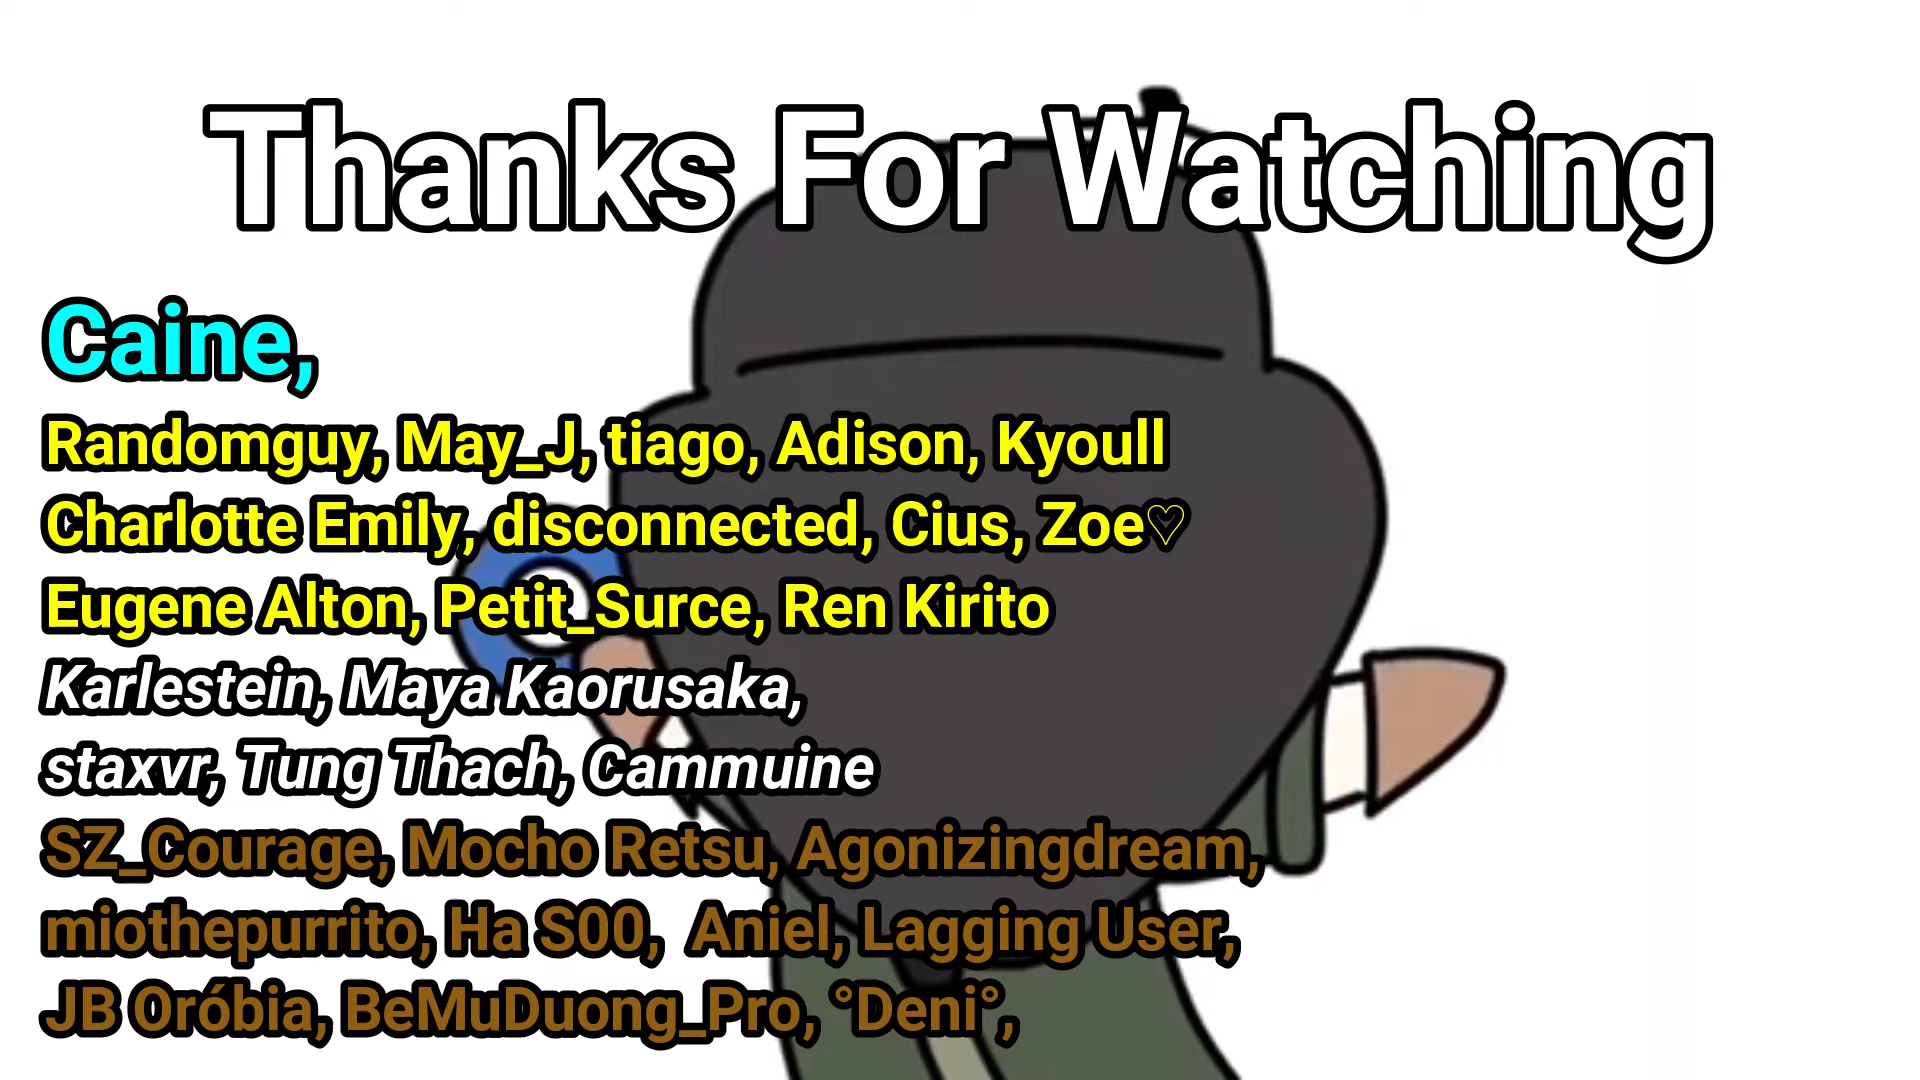 Thanks For Watching
Caine,
Randomguy, May_J, tiago, Adison, Kyoull
Charlotte Emily, disconnected, Cius, Zoe♡
Eugene Alton, Petit_Surce, Ren Kirito
Karlestein, Maya Kaorusaka,
staxvr, Tung Thach, Cammuine
SZ_Courage, Mocho Retsu, Agonizingdream,
miothepurrito, Ha S00, Aniel, Lagging User,
JB Oróbia, BeMuDuong_Pro, °Deni°,